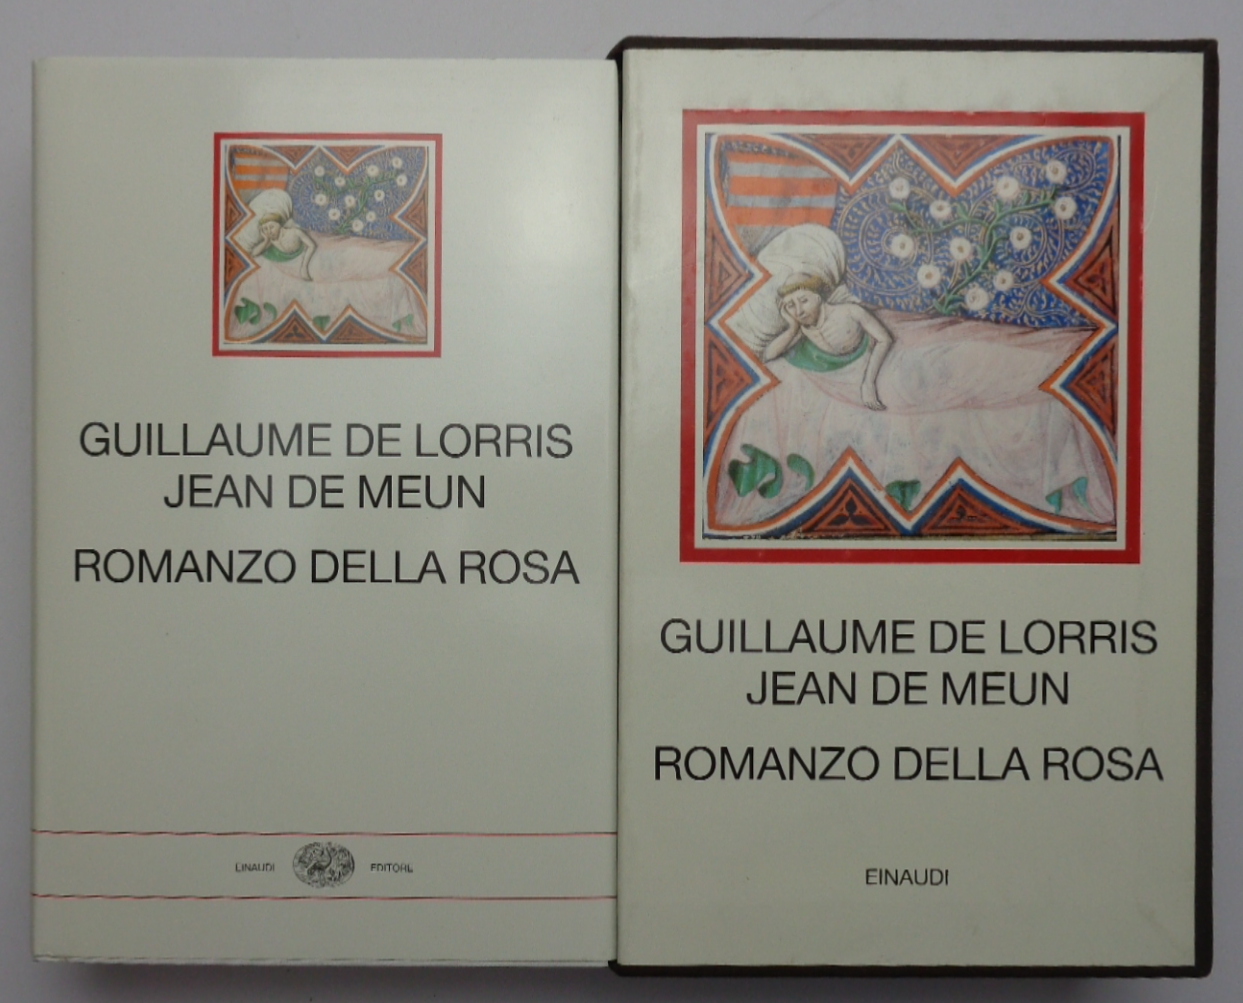 GUILLAUME DE LORRIS
JEAN DE MEUN
ROMANZO DELLA ROSA
EINAUDI EDITORE
GUILLAUME DE LORRIS
JEAN DE MEUN
ROMANZO DELLA ROSA
EINAUDI